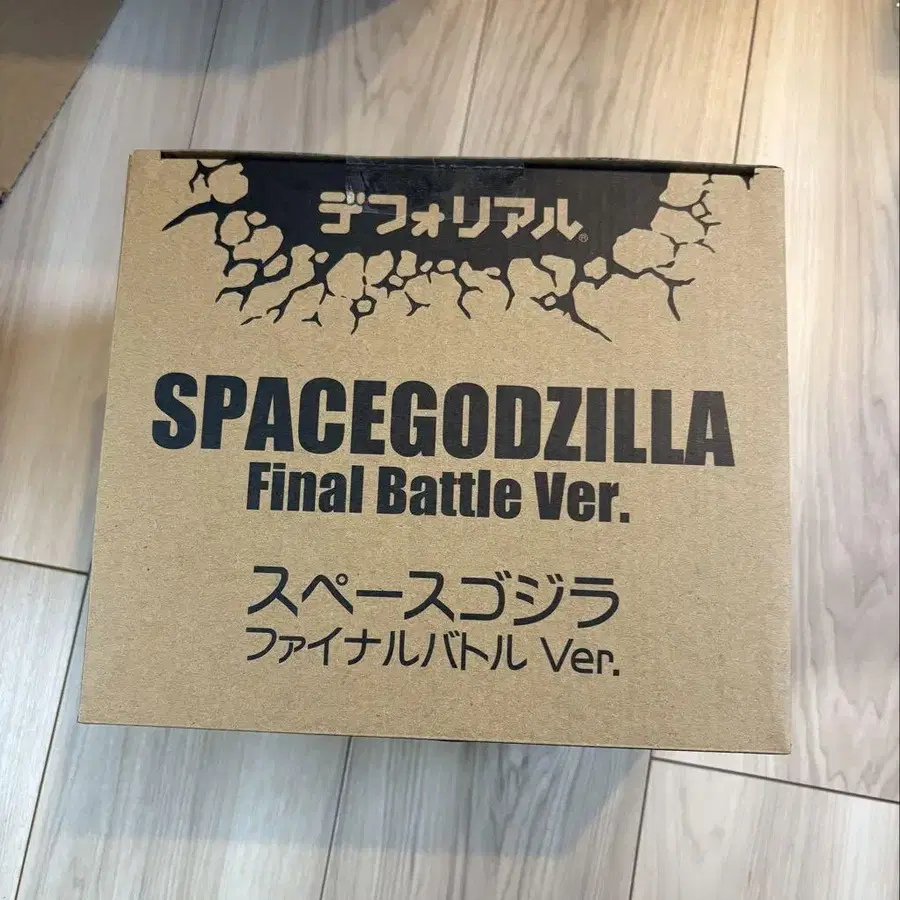 デフォリアル®
SPACEGODZILLA
Final Battle Ver.
スペースゴジラ
ファイナルバトル Ver.